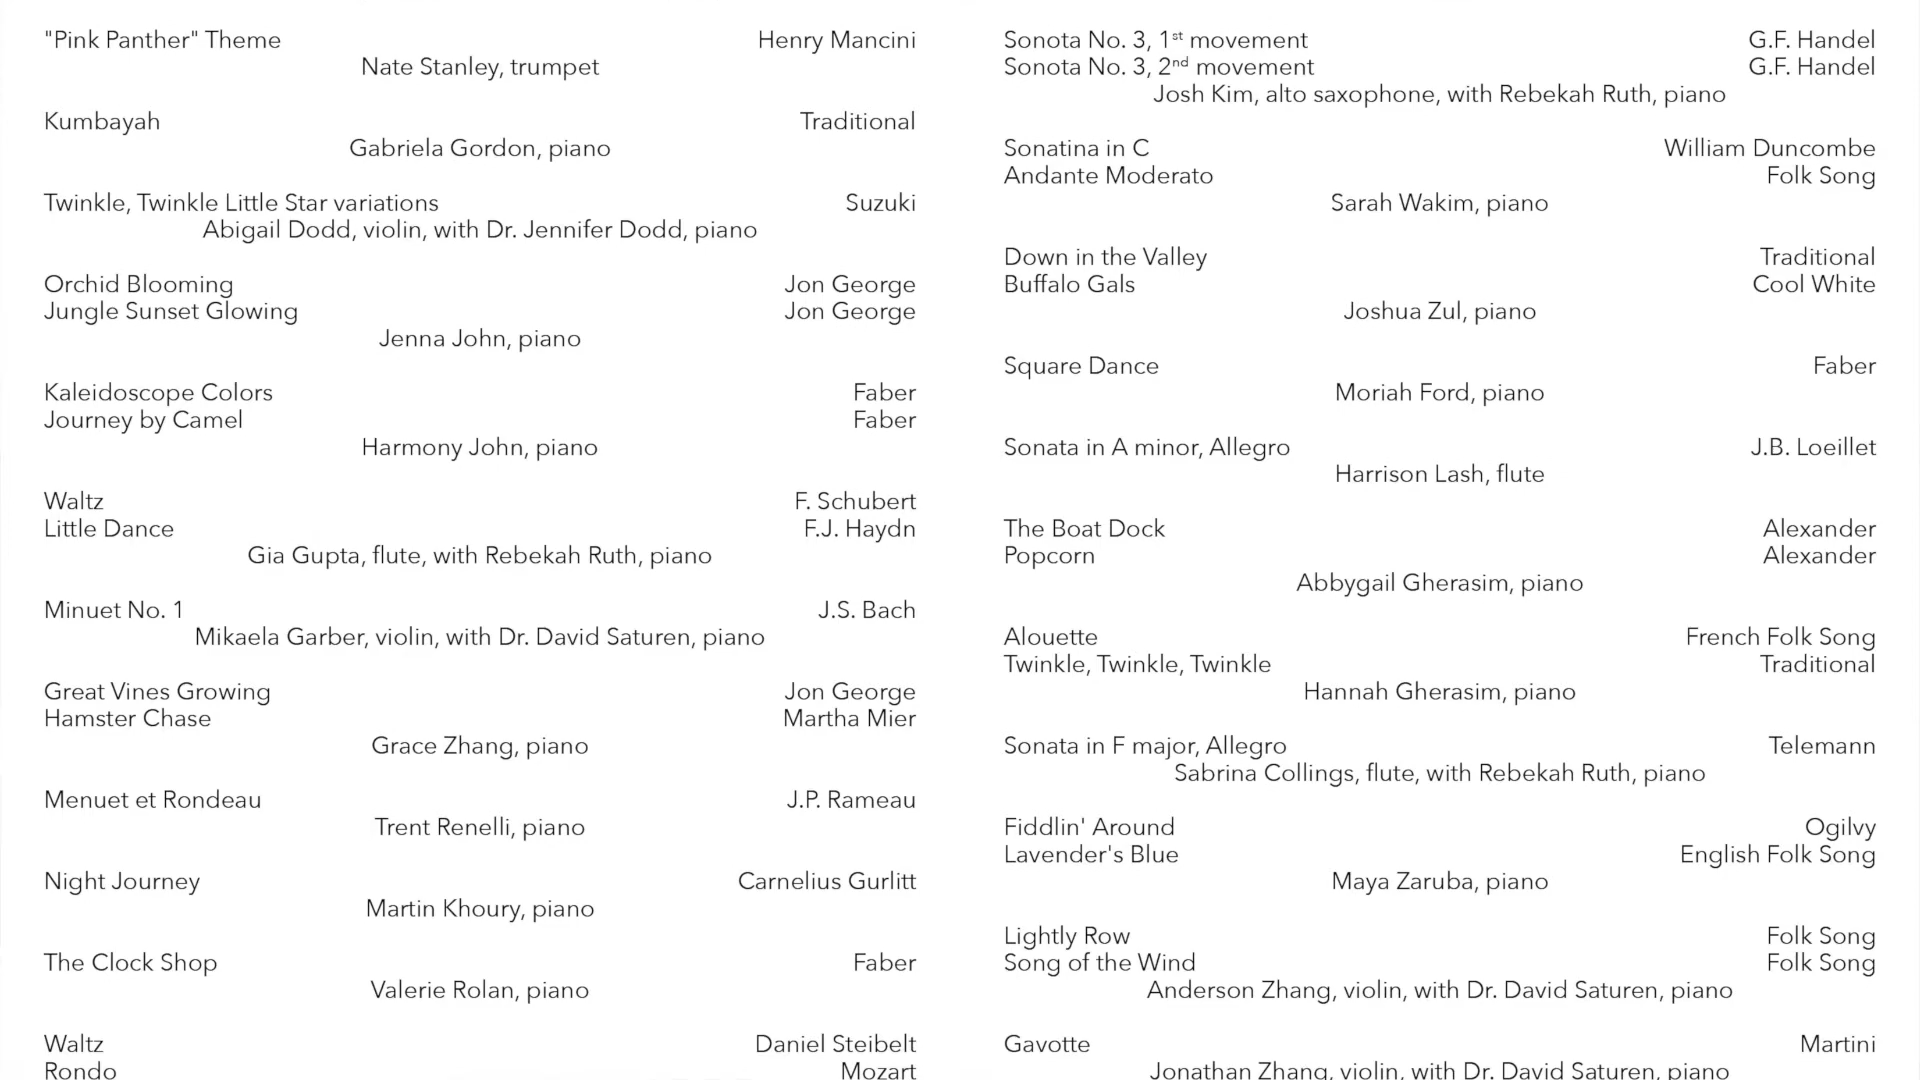 "Pink Panther" Theme Henry Mancini
Nate Stanley, trumpet
Kumbayah Traditional
Gabriela Gordon, piano
Twinkle, Twinkle Little Star variations Suzuki
Abigail Dodd, violin, with Dr. Jennifer Dodd, piano
Orchid Blooming Jon George
Jungle Sunset Glowing Jon George
Jenna John, piano
Kaleidoscope Colors Faber
Journey by Camel Faber
Harmony John, piano
Waltz F. Schubert
Little Dance F.J. Haydn
Gia Gupta, flute, with Rebekah Ruth, piano
Minuet No. 1 J.S. Bach
Mikaela Garber, violin, with Dr. David Saturen, piano
Great Vines Growing Jon George
Hamster Chase Martha Mier
Grace Zhang, piano
Menuet et Rondeau J.P. Rameau
Trent Renelli, piano
Night Journey Carnelius Gurlitt
Martin Khoury, piano
The Clock Shop Faber
Valerie Rolan, piano
Waltz Daniel Steibelt
Rondo Mozart
Sonota No. 3, 1st movement G.F. Handel
Sonota No. 3, 2nd movement G.F. Handel
Josh Kim, alto saxophone, with Rebekah Ruth, piano
Sonatina in C William Duncombe
Andante Moderato Folk Song
Sarah Wakim, piano
Down in the Valley Traditional
Buffalo Gals Cool White
Joshua Zul, piano
Square Dance Faber
Moriah Ford, piano
Sonata in A minor, Allegro J.B. Loeillet
Harrison Lash, flute
The Boat Dock Alexander
Popcorn Alexander
Abbygail Gherasim, piano
Alouette French Folk Song
Twinkle, Twinkle, Twinkle Traditional
Hannah Gherasim, piano
Sonata in F major, Allegro Telemann
Sabrina Collings, flute, with Rebekah Ruth, piano
Fiddlin' Around Ogilvy
Lavender's Blue English Folk Song
Maya Zaruba, piano
Lightly Row Folk Song
Song of the Wind Folk Song
Anderson Zhang, violin, with Dr. David Saturen, piano
Gavotte Martini
Jonathan Zhang, violin, with Dr. David Saturen, piano